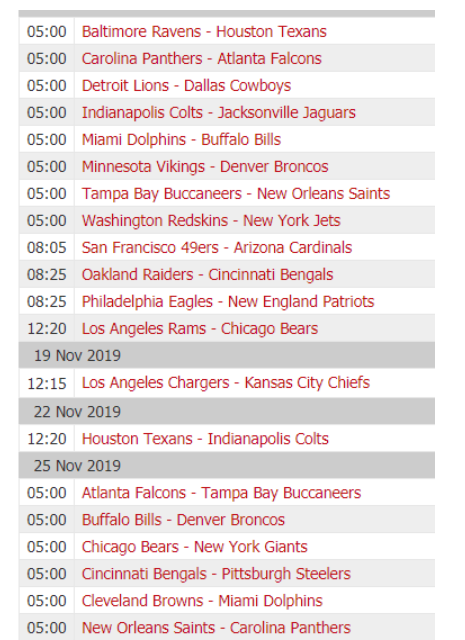 05:00 Baltimore Ravens - Houston Texans
05:00 Carolina Panthers - Atlanta Falcons
05:00 Detroit Lions - Dallas Cowboys
05:00 Indianapolis Colts - Jacksonville Jaguars
05:00 Miami Dolphins - Buffalo Bills
05:00 Minnesota Vikings - Denver Broncos
05:00 Tampa Bay Buccaneers - New Orleans Saints
05:00 Washington Redskins - New York Jets
08:05 San Francisco 49ers - Arizona Cardinals
08:25 Oakland Raiders - Cincinnati Bengals
08:25 Philadelphia Eagles - New England Patriots
12:20 Los Angeles Rams - Chicago Bears
19 Nov 2019
12:15 Los Angeles Chargers - Kansas City Chiefs
22 Nov 2019
12:20 Houston Texans - Indianapolis Colts
25 Nov 2019
05:00 Atlanta Falcons - Tampa Bay Buccaneers
05:00 Buffalo Bills - Denver Broncos
05:00 Chicago Bears - New York Giants
05:00 Cincinnati Bengals - Pittsburgh Steelers
05:00 Cleveland Browns - Miami Dolphins
05:00 New Orleans Saints - Carolina Panthers